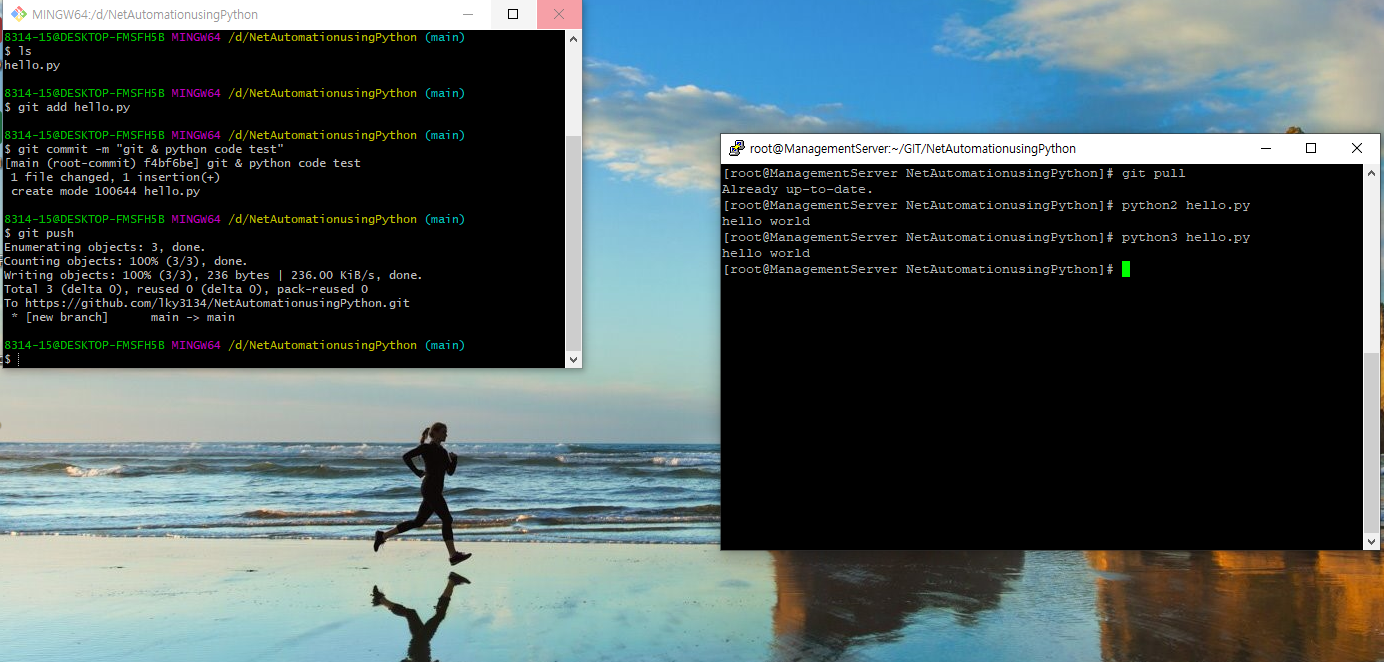 MINGW64:/d/NetAutomationusingPython
8314-15@DESKTOP-FMSFH5B MINGW64 /d/NetAutomationusingPython (main)
$ ls
hello.py
8314-15@DESKTOP-FMSFH5B MINGW64 /d/NetAutomationusingPython (main)
$ git add hello.py
8314-15@DESKTOP-FMSFH5B MINGW64 /d/NetAutomationusingPython (main)
$ git commit -m "git & python code test"
[main (root-commit) f4bf6be] git & python code test
1 file changed, 1 insertion(+)
create mode 100644 hello.py
8314-15@DESKTOP-FMSFH5B MINGW64 /d/NetAutomationusingPython (main)
$ git push
Enumerating objects: 3, done.
Counting objects: 100% (3/3), done.
Writing objects: 100% (3/3), 236 bytes | 236.00 KiB/s, done.
Total 3 (delta 0), reused 0 (delta 0), pack-reused 0
To https://github.com/lky3134/NetAutomationusingPython.git
* [new branch]      main -> main
8314-15@DESKTOP-FMSFH5B MINGW64 /d/NetAutomationusingPython (main)
$
root@ManagementServer:~/GIT/NetAutomationusingPython
[root@ManagementServer NetAutomationusingPython]# git pull
Already up-to-date.
[root@ManagementServer NetAutomationusingPython]# python2 hello.py
hello world
[root@ManagementServer NetAutomationusingPython]# python3 hello.py
hello world
[root@ManagementServer NetAutomationusingPython]#